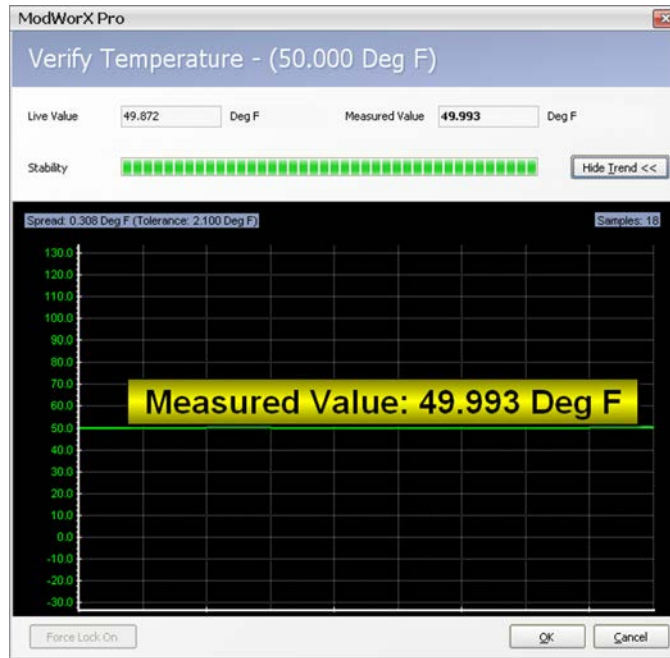 ModWorX Pro
Verify Temperature - (50.000 Deg F)
Live Value 49.872 Deg F Measured Value 49.993 Deg F
Stability Hide Trend <<
Spread: 0.308 Deg F (Tolerance: 2.100 Deg F) Samples: 18
130.0
120.0
110.0
100.0
90.0
80.0
70.0
60.0
Measured Value: 49.993 Deg F
50.0
40.0
30.0
20.0
10.0
0.0
-10.0
-20.0
-30.0
Force Lock On OK Cancel